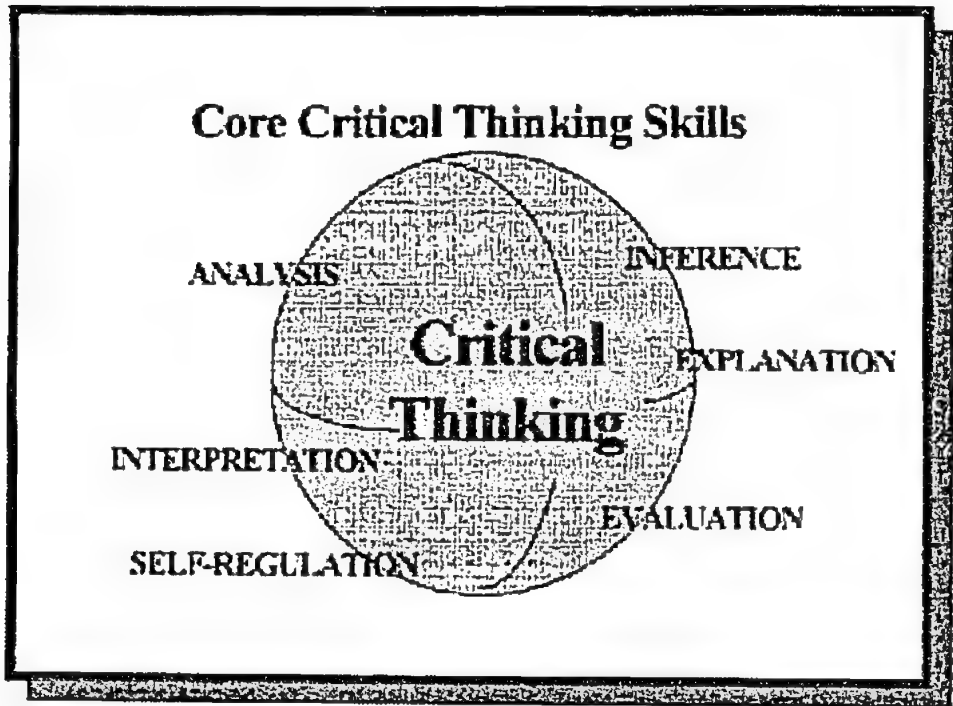 Core Critical Thinking Skills
ANALYSIS
INFERENCE
Critical
Thinking
EXPLANATION
INTERPRETATION
EVALUATION
SELF-REGULATION